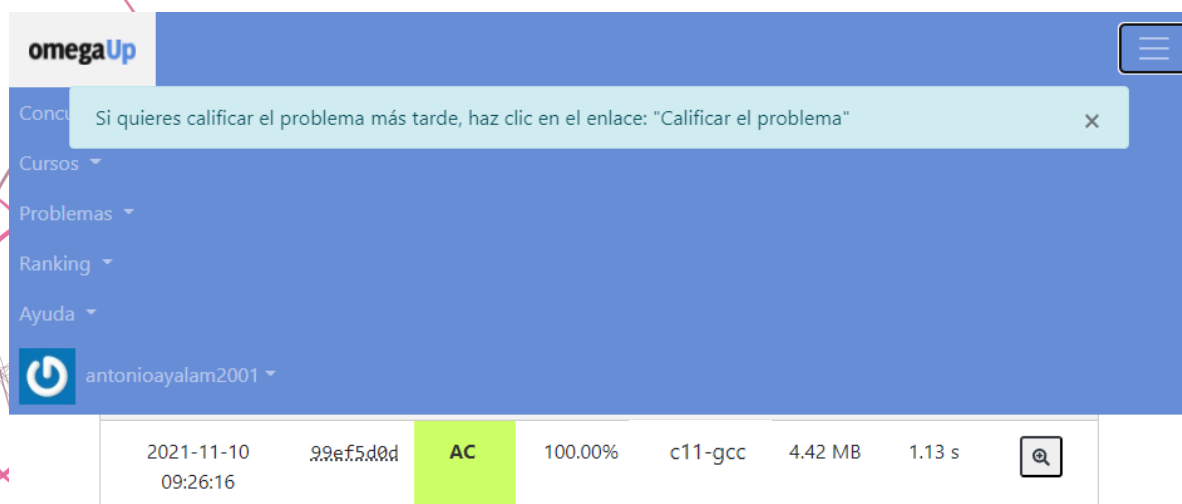 omegaUp
Concu
Si quieres calificar el problema más tarde, haz clic en el enlace: "Calificar el problema" ×
Cursos
Problemas
Ranking
Ayuda
antonioayalam2001
2021-11-10 99ef5d0d AC 100.00% c11-gcc 4.42 MB 1.13 s
09:26:16